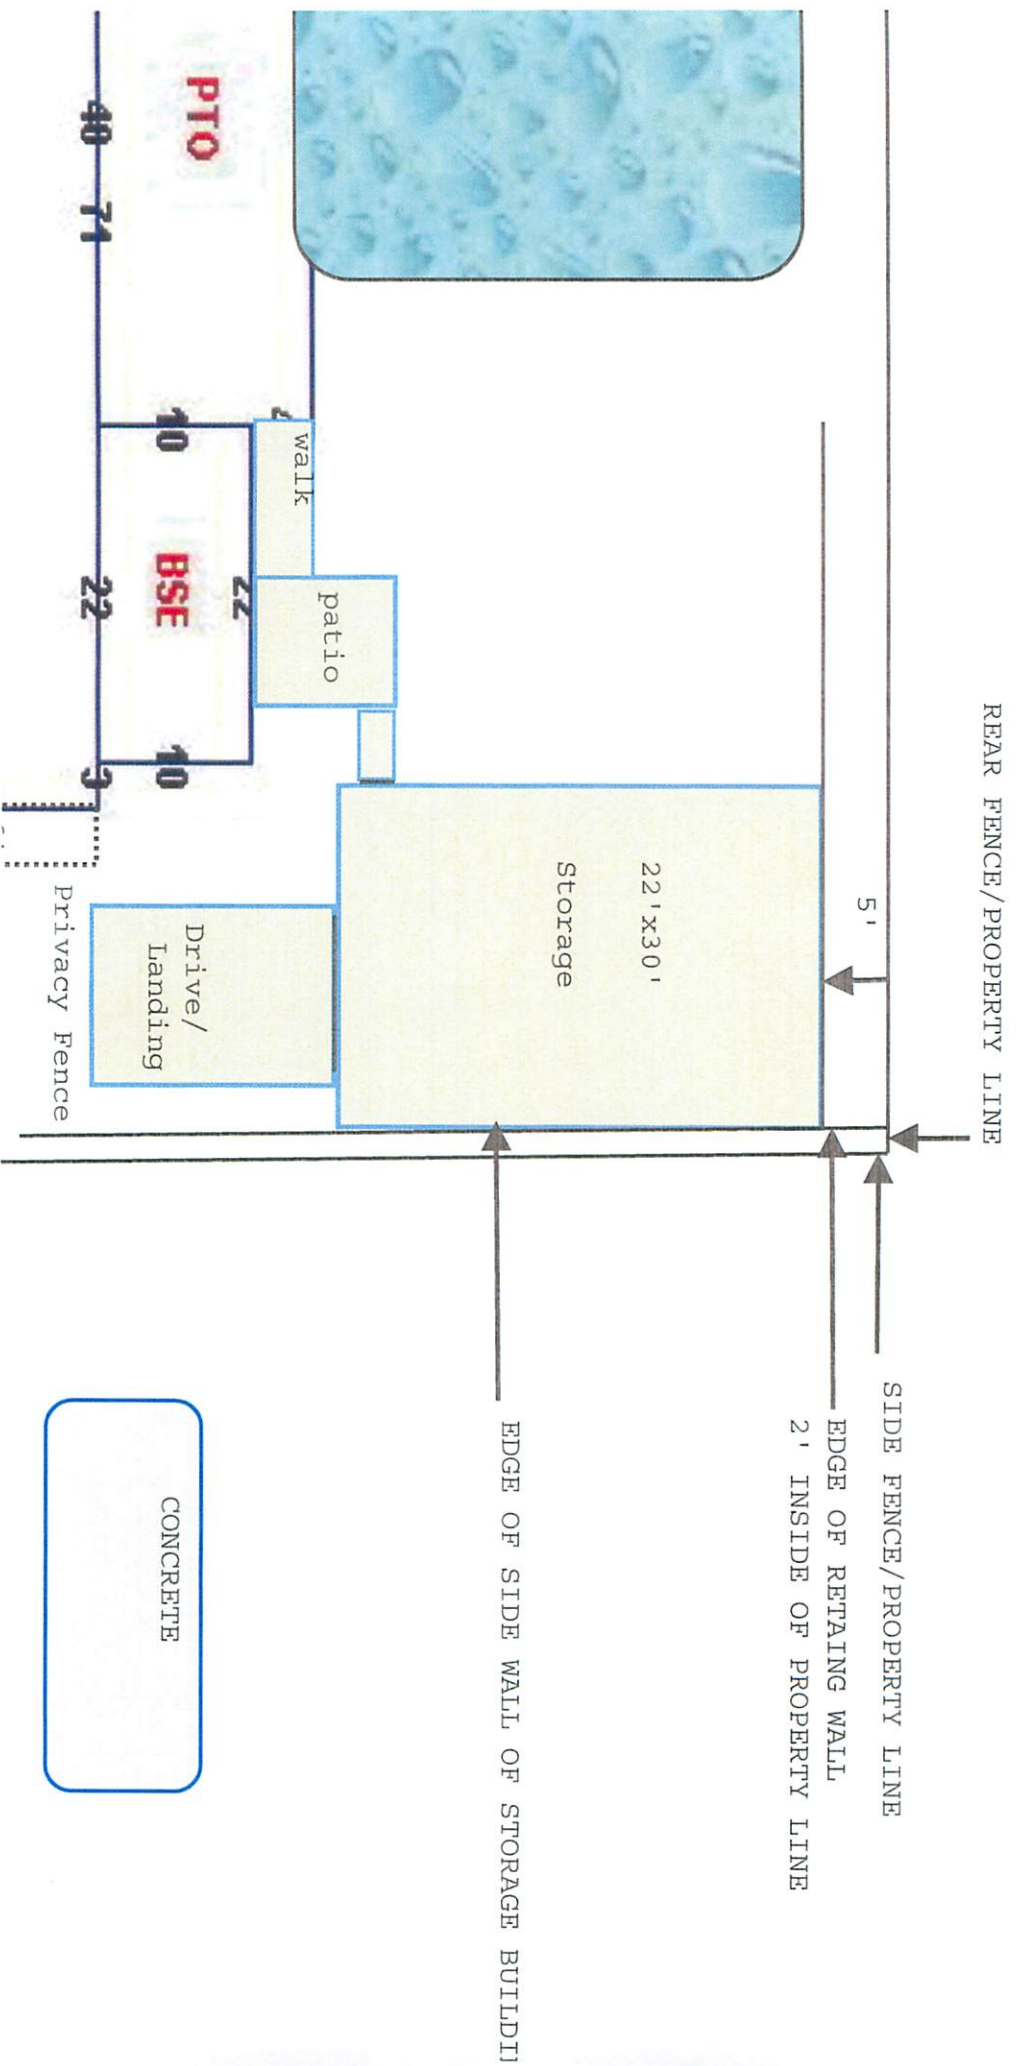 REAR FENCE/PROPERTY LINE
SIDE FENCE/PROPERTY LINE
5'
EDGE OF RETAING WALL
2' INSIDE OF PROPERTY LINE
22'x30'
Storage
EDGE OF SIDE WALL OF STORAGE
patio
walk
22
PTO
10
BSE
10
Drive/
Landing
CONCRETE
40
71
22
3
Privacy Fence